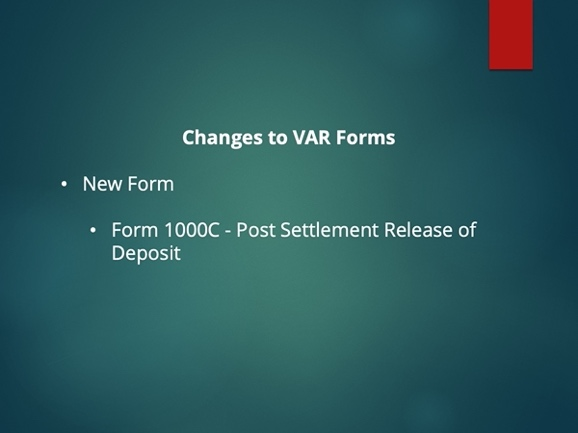 Changes to VAR Forms
• New Form
• Form 1000C - Post Settlement Release of
Deposit